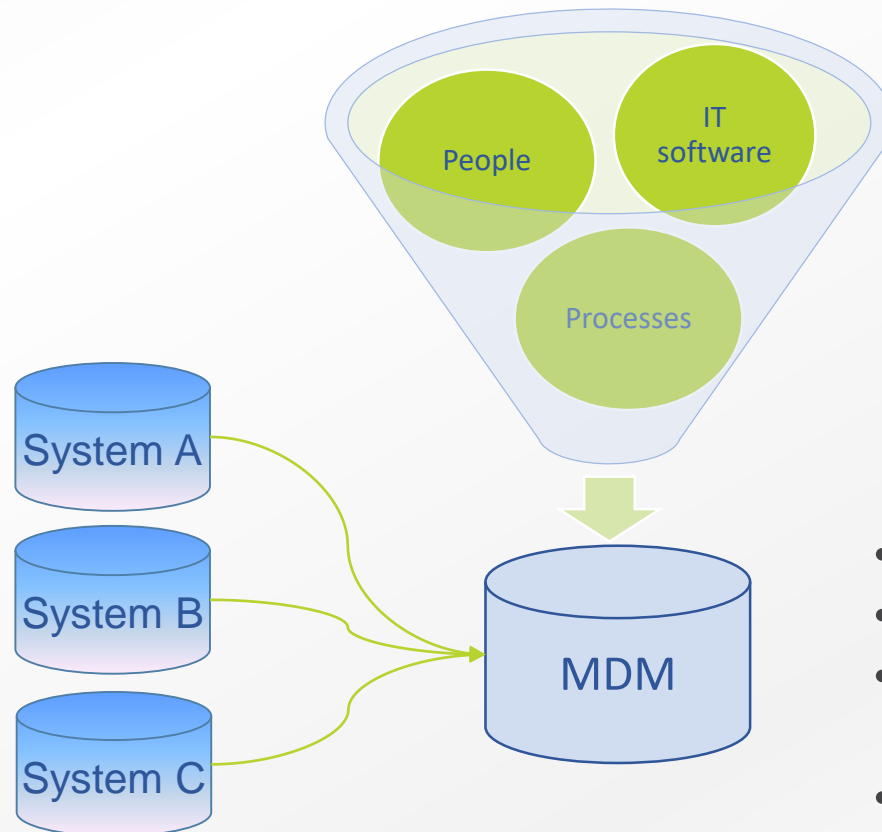 People
IT
software
Processes
System A
System B
System C
MDM
•
•
•
•